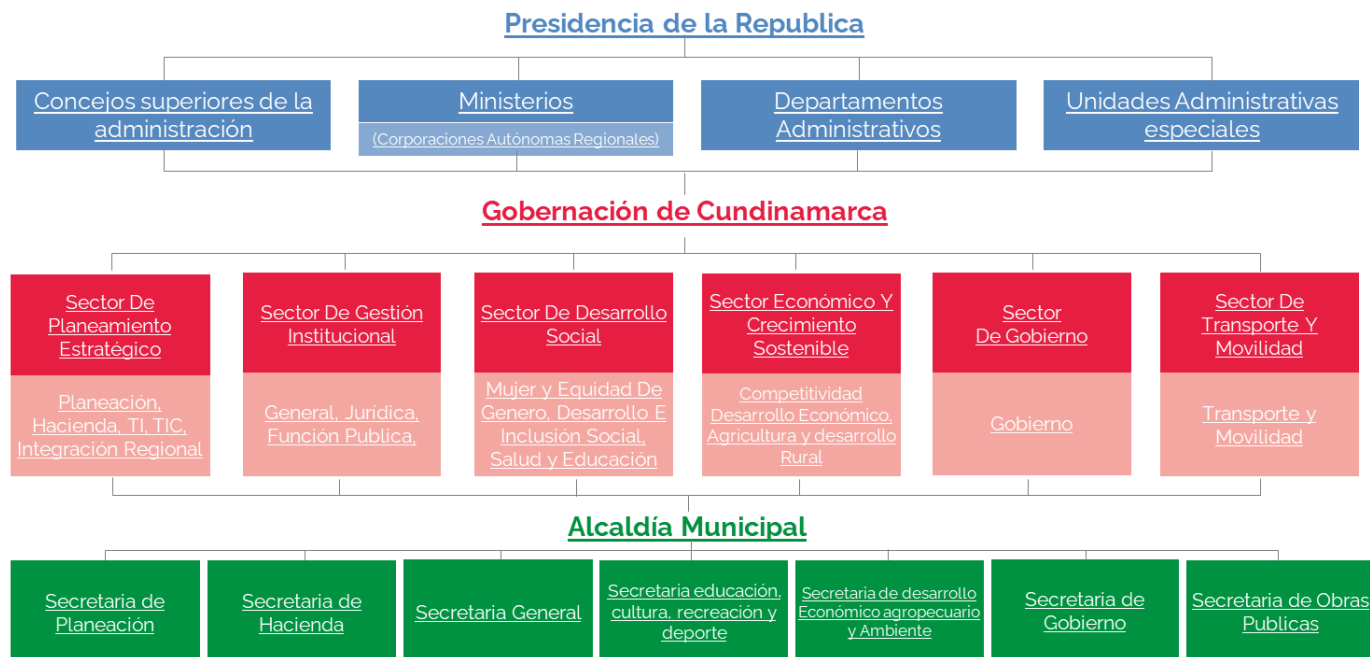 Presidencia de la Republica
Concejos superiores de la
administración
Ministerios
(Corporaciones Autónomas Regionales)
Departamentos
Administrativos
Unidades Administrativas
especiales
Gobernación de Cundinamarca
Sector De
Planeamiento
Estratégico
Planeación,
Hacienda, TI, TIC,
Integración Regional
Sector De Gestión
Institucional
General, Jurídica,
Función Publica,
Sector De Desarrollo
Social
Mujer y Equidad De
Genero, Desarrollo E
Inclusión Social,
Salud y Educación
Sector Económico Y
Crecimiento
Sostenible
Competitividad
Desarrollo Económico,
Agricultura y desarrollo
Rural
Sector
De Gobierno
Gobierno
Sector De
Transporte Y
Movilidad
Transporte y
Movilidad
Alcaldía Municipal
Secretaria de
Planeación
Secretaria de
Hacienda
Secretaria General
Secretaria educación,
cultura, recreación y
deporte
Secretaria de desarrollo
Económico agropecuario
y Ambiente
Secretaria de
Gobierno
Secretaria de Obras
Publicas